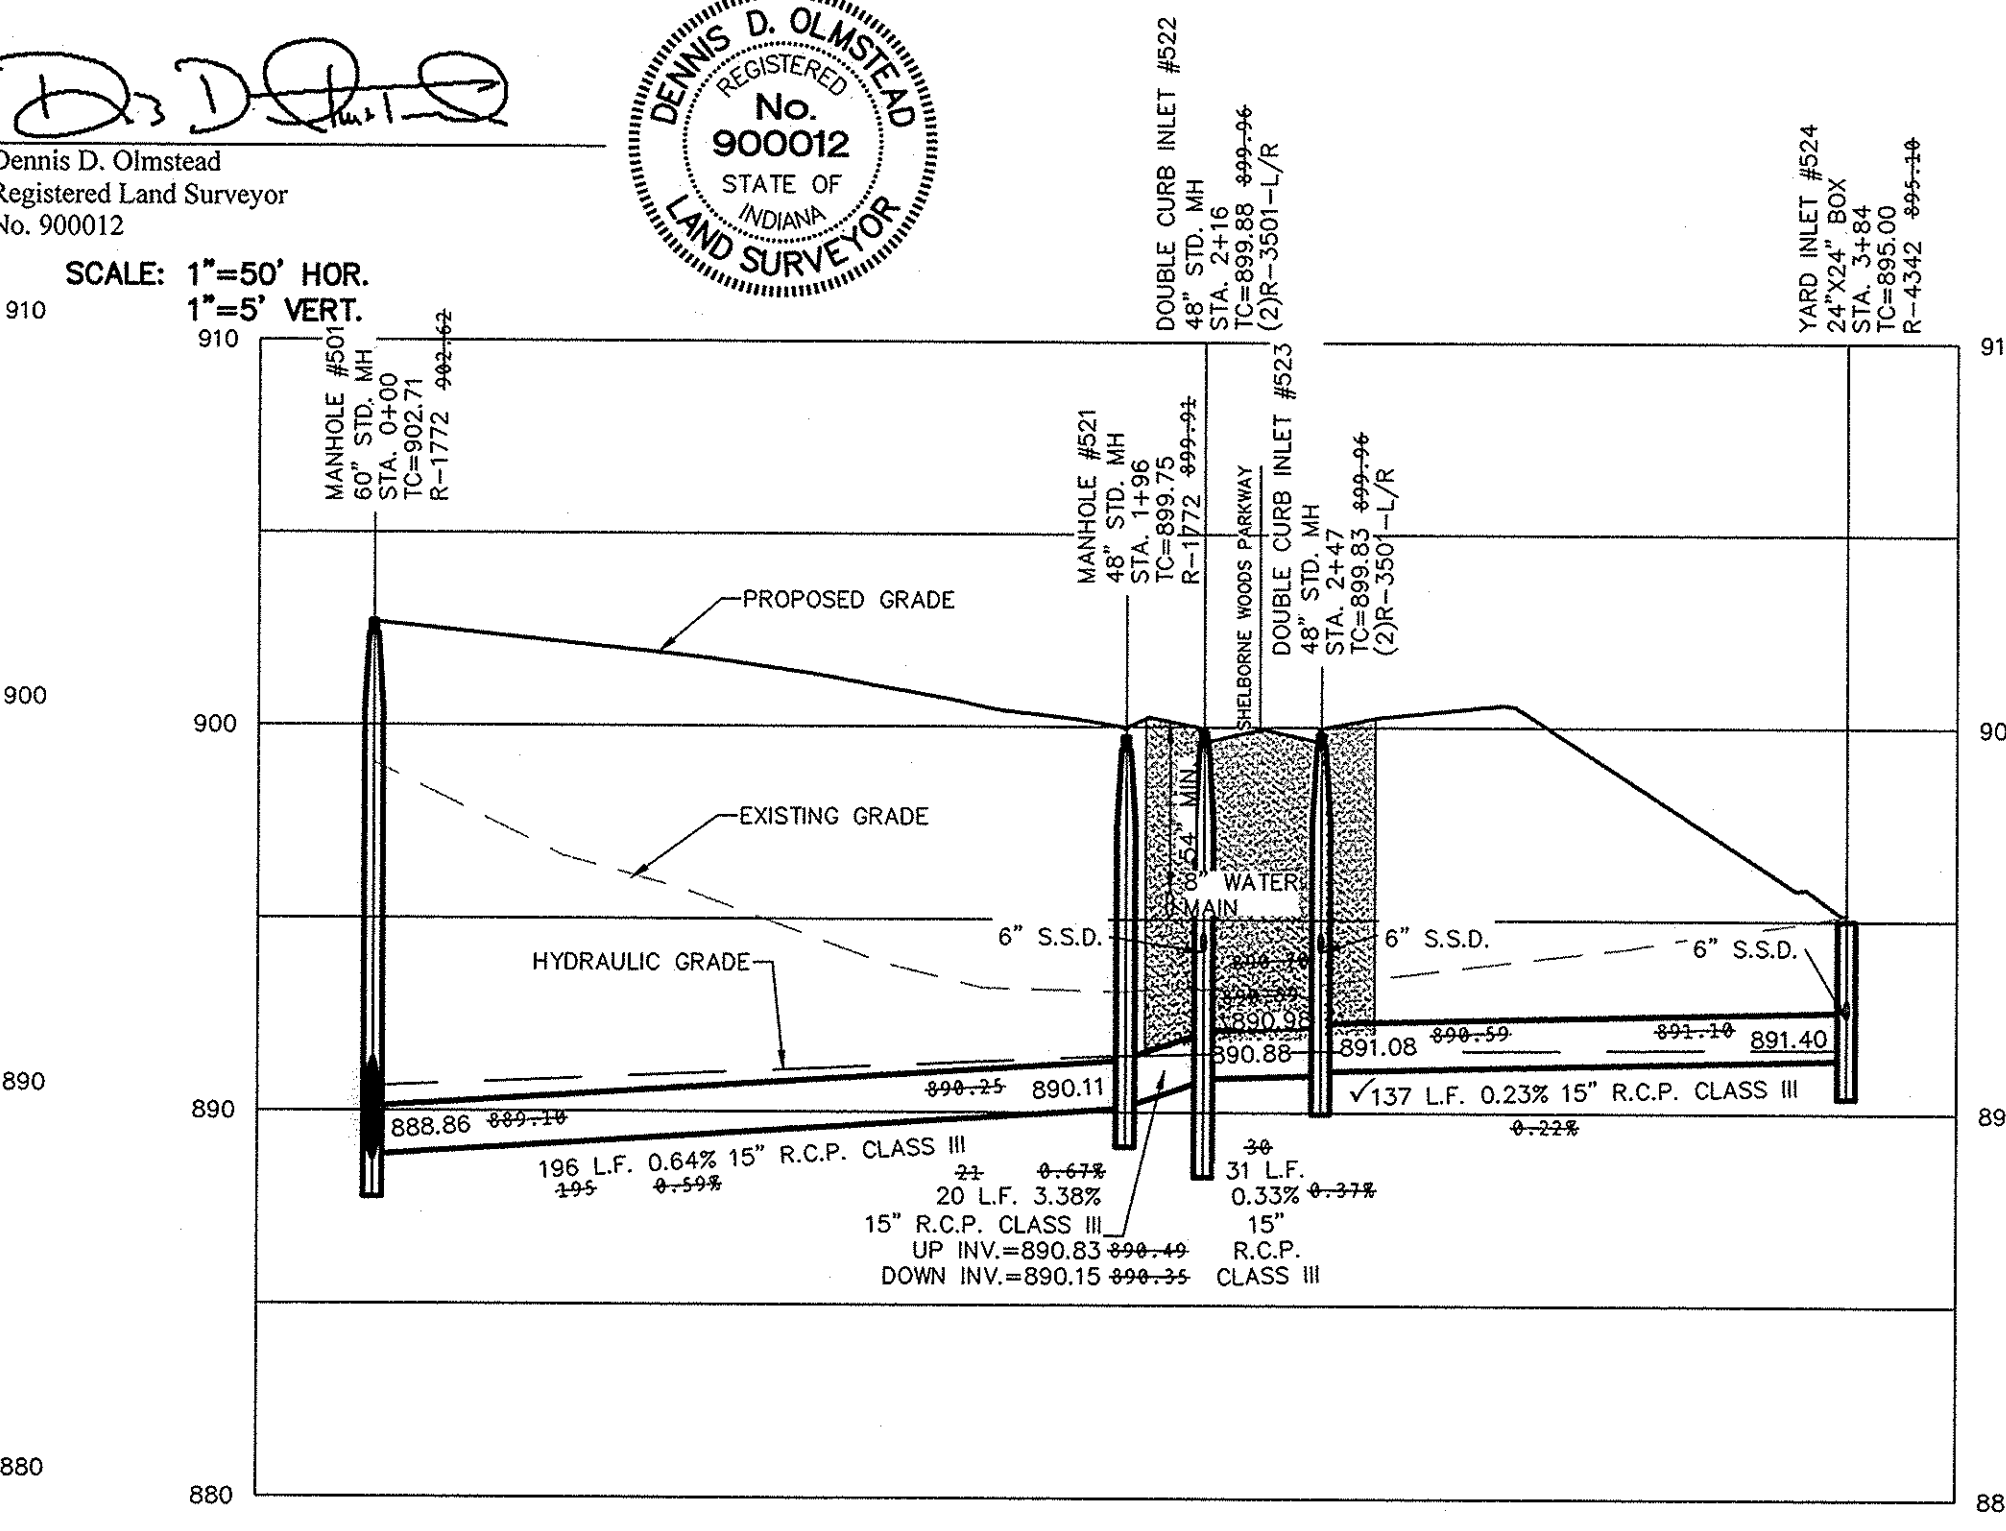 Dennis D. Olmstead
Registered Land Surveyor
No. 900012
DENNIS D. OLMSTEAD
REGISTERED
No.
900012
STATE OF
INDIANA
LAND SURVEYOR
SCALE: 1"=50' HOR.
1"=5' VERT.
910
900
890
880
910
900
890
880
91
90
89
88
MANHOLE #501
60" STD. MH
STA. 0+00
TC=902.71
R-1772 902.62
MANHOLE #521
48" STD. MH
STA. 1+96
TC=899.75
R-1772 899.91
DOUBLE CURB INLET #522
48" STD. MH
STA. 2+16
TC=899.88 899.96
(2)R-3501-L/R
SHELBORNE WOODS PARKWAY
DOUBLE CURB INLET #523
48" STD. MH
STA. 2+47
TC=899.83 899.96
(2)R-3501-L/R
YARD INLET #524
24"X24" BOX
STA. 3+84
TC=895.00
R-4342 895.10
PROPOSED GRADE
EXISTING GRADE
HYDRAULIC GRADE
54" MIN.
8" WATER
MAIN
6" S.S.D.
6" S.S.D.
6" S.S.D.
890.70
890.89
890.98
890.88
891.08
890.59
891.10
891.40
890.25
890.11
888.86
889.10
✓137 L.F. 0.23% 15" R.C.P. CLASS III
0.22%
196 L.F. 0.64% 15" R.C.P. CLASS III
195 0.59%
21 0.67%
20 L.F. 3.38%
15" R.C.P. CLASS III
UP INV.=890.83 890.49
DOWN INV.=890.15 890.35
30
31 L.F.
0.33% 0.37%
15"
R.C.P.
CLASS III